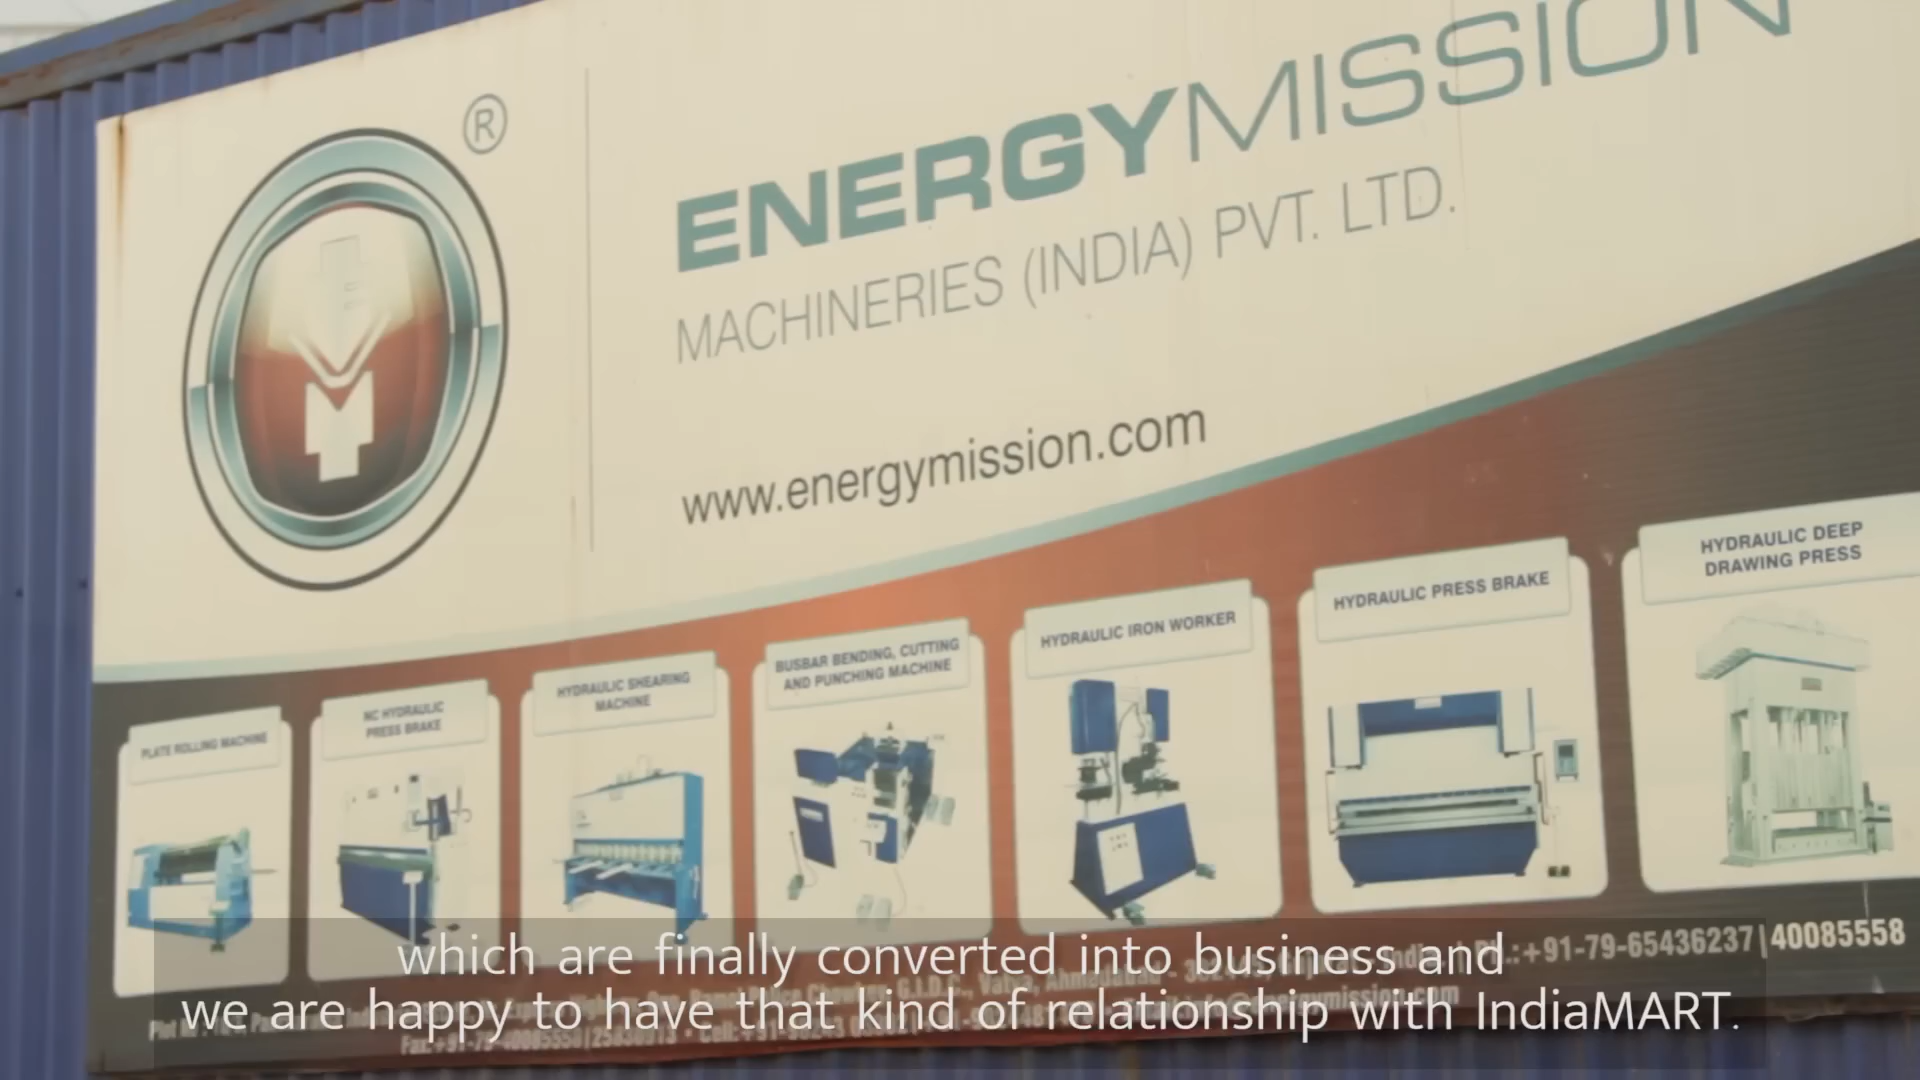 ®
ENERGYMISSION
MACHINERIES (INDIA) PVT. LTD.
www.energymission.com
PLATE ROLLING MACHINE
NC HYDRAULIC
PRESS BRAKE
HYDRAULIC SHEARING
MACHINE
BUSBAR BENDING, CUTTING
AND PUNCHING MACHINE
HYDRAULIC IRON WORKER
HYDRAULIC PRESS BRAKE
HYDRAULIC DEEP
DRAWING PRESS
:+91-79-65436237|40085558
which are finally converted into business and
we are happy to have that kind of relationship with IndiaMART.